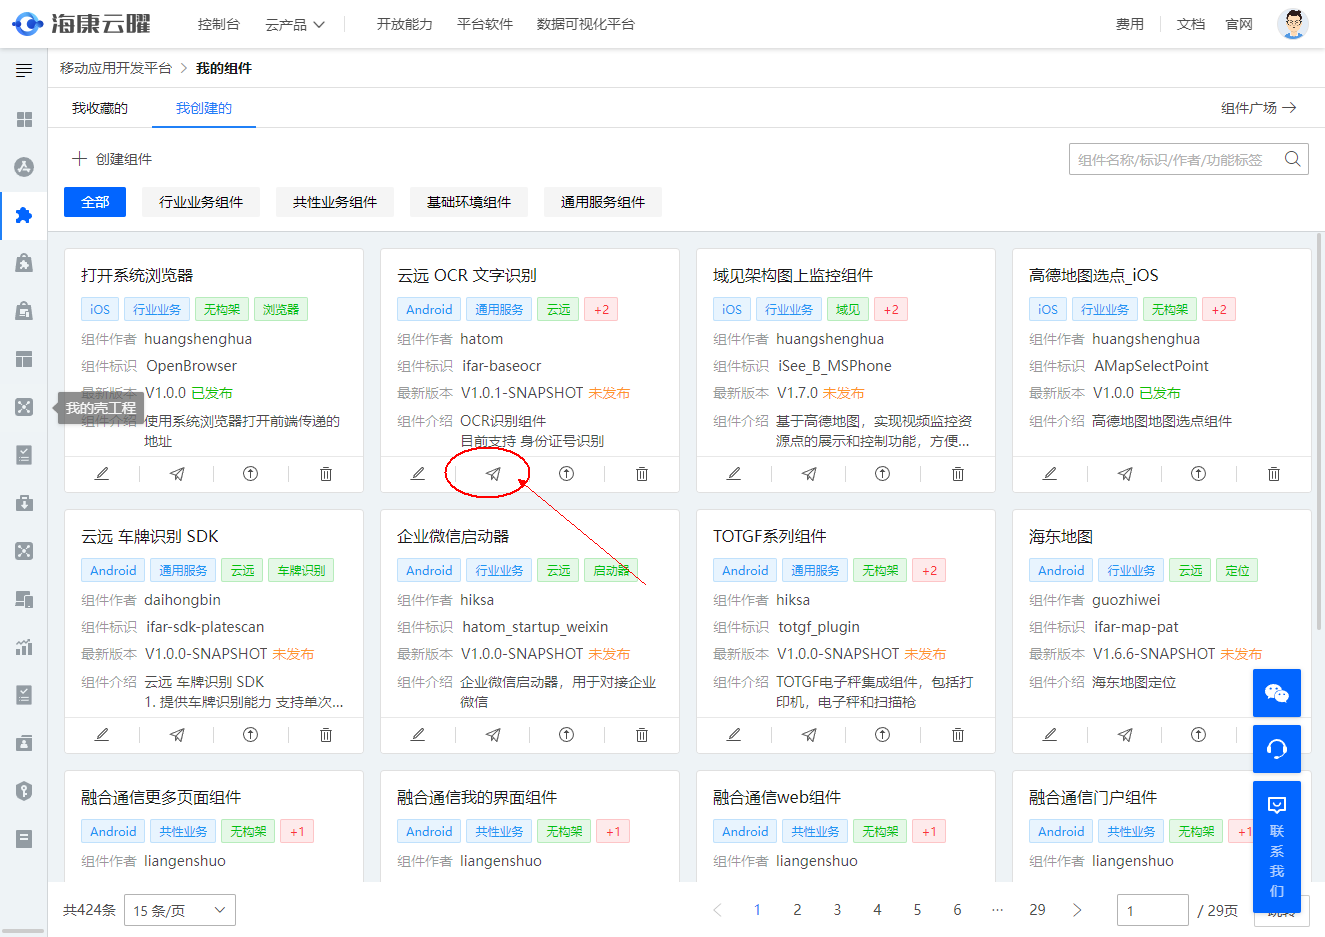 海康云曜
控制台
云产品
开放能力
平台软件
数据可视化平台
费用
文档
官网
移动应用开发平台 > 我的组件
我收藏的
我创建的
组件广场
创建组件
组件名称/标识/作者/功能标签
全部
行业业务组件
共性业务组件
基础环境组件
通用服务组件
我的壳工程
打开系统浏览器
iOS 行业业务 无构架 浏览器
组件作者 huangshenghua
组件标识 OpenBrowser
最新版本 V1.0.0 已发布
组件介绍 使用系统浏览器打开前端传递的
地址
云远 OCR 文字识别
Android 通用服务 云远 +2
组件作者 hatom
组件标识 ifar-baseocr
最新版本 V1.0.1-SNAPSHOT 未发布
组件介绍 OCR识别组件
目前支持 身份证号识别
域见架构图上监控组件
iOS 行业业务 域见 +2
组件作者 huangshenghua
组件标识 iSee_B_MSPhone
最新版本 V1.7.0 未发布
组件介绍 基于高德地图，实现视频监控资
源点的展示和控制功能，方便...
高德地图选点_iOS
iOS 行业业务 无构架 +2
组件作者 huangshenghua
组件标识 AMapSelectPoint
最新版本 V1.0.0 已发布
组件介绍 高德地图地图选点组件
云远 车牌识别 SDK
Android 通用服务 云远 车牌识别
组件作者 daihongbin
组件标识 ifar-sdk-platescan
最新版本 V1.0.0-SNAPSHOT 未发布
组件介绍 云远 车牌识别 SDK
1. 提供车牌识别能力 支持单次...
企业微信启动器
Android 行业业务 云远 启动器
组件作者 hiksa
组件标识 hatom_startup_weixin
最新版本 V1.0.0-SNAPSHOT 未发布
组件介绍 企业微信启动器，用于对接企业
微信
TOTGF系列组件
Android 通用服务 无构架 +2
组件作者 hiksa
组件标识 totgf_plugin
最新版本 V1.0.0-SNAPSHOT 未发布
组件介绍 TOTGF电子秤集成组件，包括打
印机，电子秤和扫描枪
海东地图
Android 行业业务 云远 定位
组件作者 guozhiwei
组件标识 ifar-map-pat
最新版本 V1.6.6-SNAPSHOT 未发布
组件介绍 海东地图定位
融合通信更多页面组件
Android 共性业务 无构架 +1
组件作者 liangenshuo
融合通信我的界面组件
Android 共性业务 无构架 +1
组件作者 liangenshuo
融合通信web组件
Android 共性业务 无构架 +1
组件作者 liangenshuo
融合通信门户组件
Android 共性业务 无构架 +1
组件作者 liangenshuo
联系我们
共424条
15 条/页
1 2 3 4 5 6 ... 29
1
/ 29页